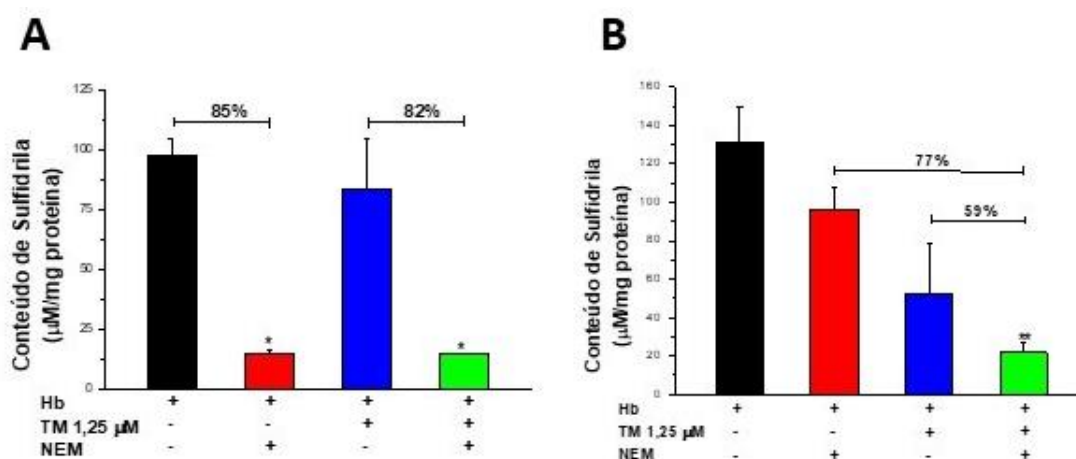 A
B
85%
82%
77%
59%
*
*
**
Conteúdo de Sulfidrila
(µM/mg proteína)
125
100
75
50
25
0
Conteúdo de Sulfidrila
(µM/mg proteína)
160
140
120
100
80
60
40
20
0
Hb + + + +
TM 1,25 µM - - + +
NEM - + - +
Hb + + + +
TM 1,25 µM - - + +
NEM - + - +